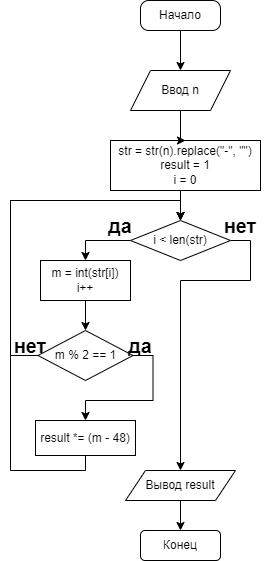 Начало
Ввод n
str = str(n).replace("-", "")
result = 1
i = 0
да
нет
i < len(str)
m = int(str[i])
i++
нет
m % 2 == 1
да
result *= (m - 48)
Вывод result
Конец